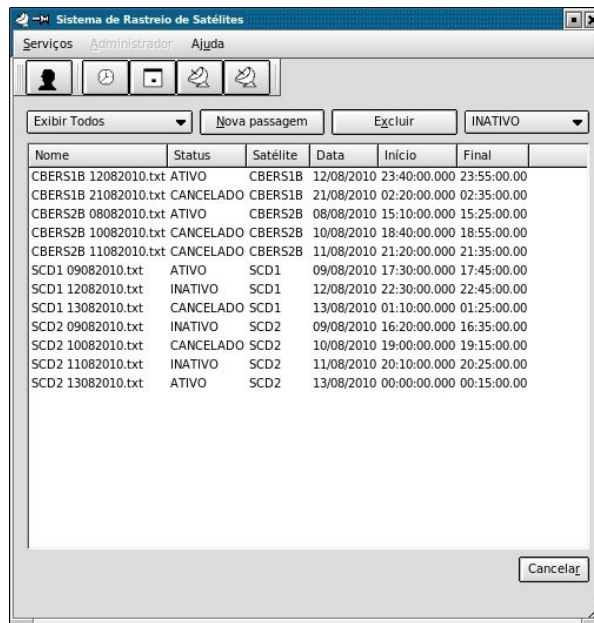 Sistema de Rastreio de Satélites
Serviços Administrador Ajuda
Exibir Todos Nova passagem Excluir INATIVO
Nome Status Satélite Data Início Final
CBERS1B 12082010.txt ATIVO CBERS1B 12/08/2010 23:40:00.000 23:55:00.00
CBERS1B 21082010.txt CANCELADO CBERS1B 21/08/2010 02:20:00.000 02:35:00.00
CBERS2B 08082010.txt ATIVO CBERS2B 08/08/2010 15:10:00.000 15:25:00.00
CBERS2B 10082010.txt CANCELADO CBERS2B 10/08/2010 18:40:00.000 18:55:00.00
CBERS2B 11082010.txt CANCELADO CBERS2B 11/08/2010 21:20:00.000 21:35:00.00
SCD1 09082010.txt ATIVO SCD1 09/08/2010 17:30:00.000 17:45:00.00
SCD1 12082010.txt INATIVO SCD1 12/08/2010 22:30:00.000 22:45:00.00
SCD1 13082010.txt CANCELADO SCD1 13/08/2010 01:10:00.000 01:25:00.00
SCD2 09082010.txt INATIVO SCD2 09/08/2010 16:20:00.000 16:35:00.00
SCD2 10082010.txt CANCELADO SCD2 10/08/2010 19:00:00.000 19:15:00.00
SCD2 11082010.txt INATIVO SCD2 11/08/2010 20:10:00.000 20:25:00.00
SCD2 13082010.txt ATIVO SCD2 13/08/2010 00:00:00.000 00:15:00.00
Cancelar